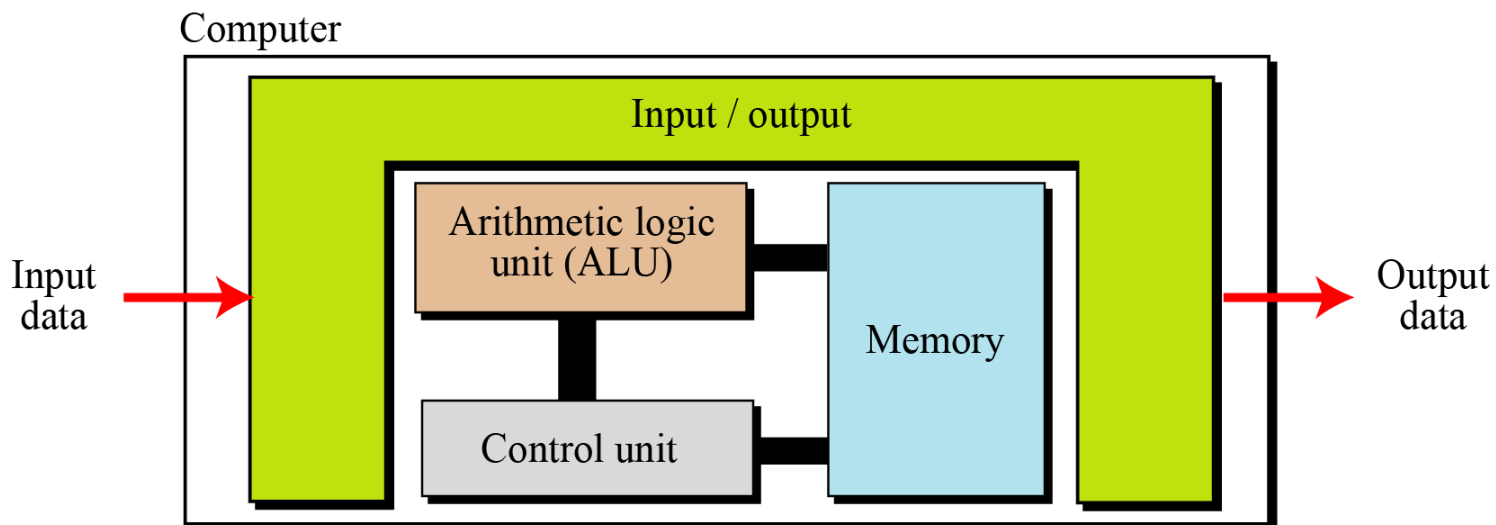 Computer
Input / output
Arithmetic logic
unit (ALU)
Input
data
Memory
Output
data
Control unit